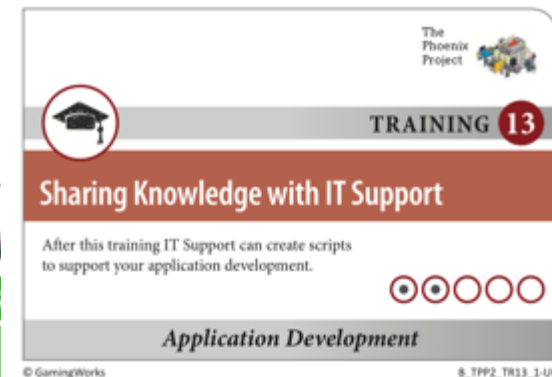 The
Phoenix
Project
TRAINING 13
Sharing Knowledge with IT Support
After this training IT Support can create scripts
to support your application development.
Application Development
© GamingWorks
B_TPP2_TR13_1-U